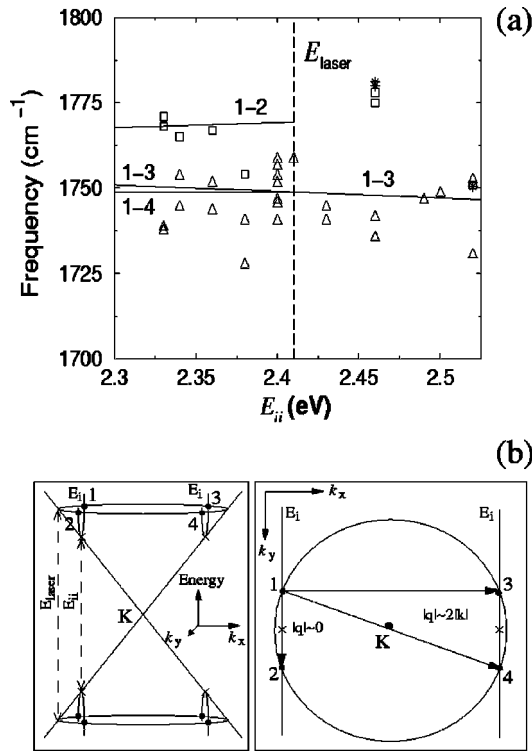 (a)
1800
1775
1750
1725
1700
Frequency (cm⁻¹)
E_laser
1−2
1−3
1−3
1−4
2.3
2.35
2.4
2.45
2.5
E_ii (eV)
(b)
E_i 1
E_i 3
2
4
E_laser
E_ii
K
Energy
k_y
k_x
k_x
k_y
E_i
E_i
1
3
|q|~0
K
|q|~2|k|
2
4